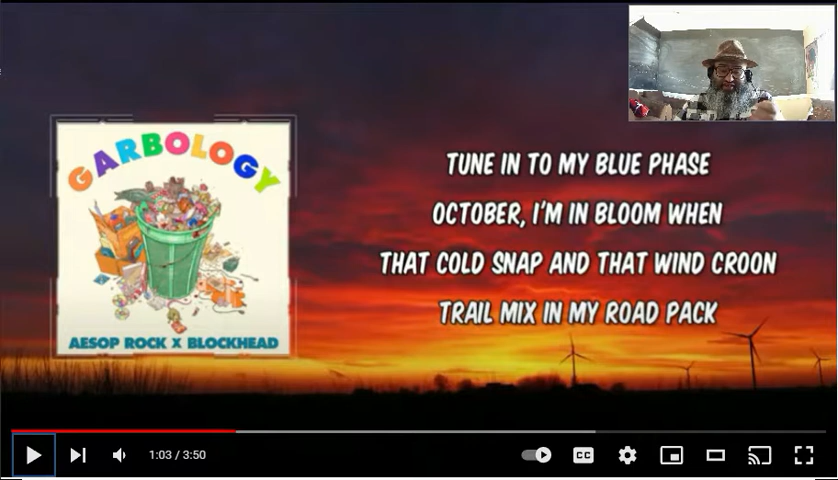 GARBOLOGY
AESOP ROCK X BLOCKHEAD
TUNE IN TO MY BLUE PHASE
OCTOBER, I'M IN BLOOM WHEN
THAT COLD SNAP AND THAT WIND CROON
TRAIL MIX IN MY ROAD PACK
1:03 / 3:50
CC